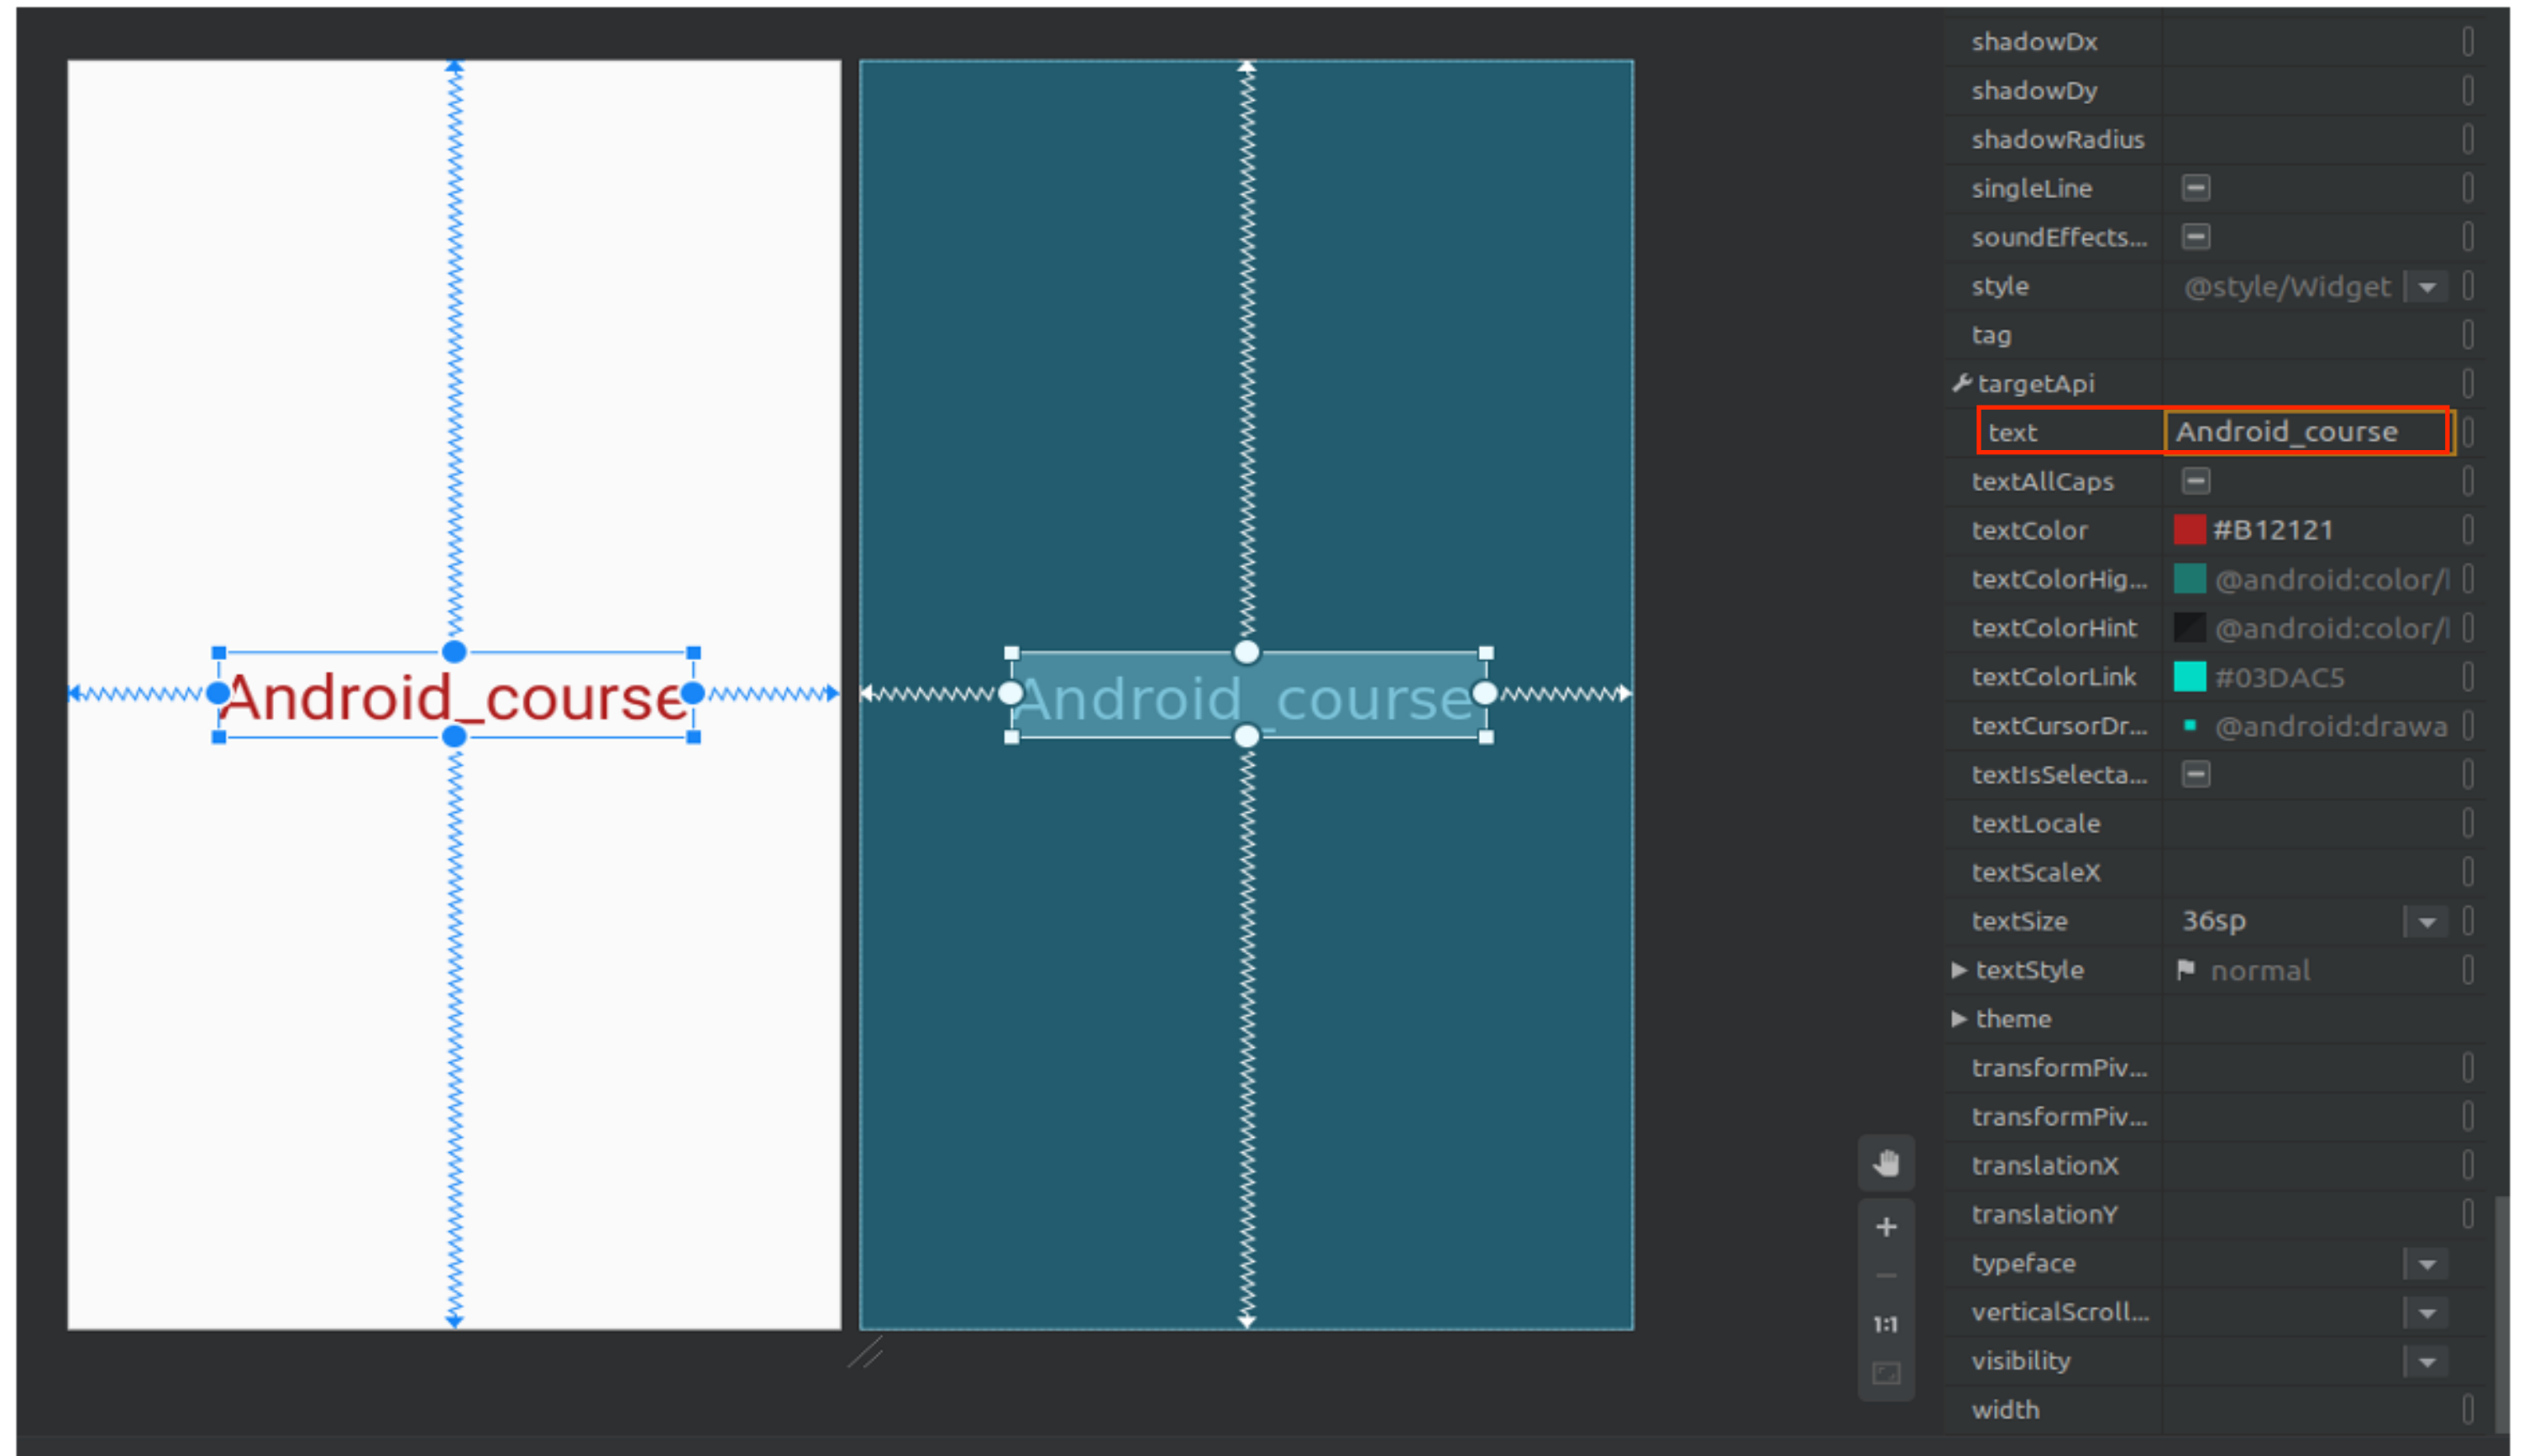 Android_course
Android_course
1:1
shadowDx
shadowDy
shadowRadius
singleLine
soundEffects...
style @style/Widget
tag
targetApi
text Android_course
textAllCaps
textColor #B12121
textColorHig... @android:color/
textColorHint @android:color/
textColorLink #03DAC5
textCursorDr... @android:drawa
textIsSelecta...
textLocale
textScaleX
textSize 36sp
textStyle normal
theme
transformPiv...
transformPiv...
translationX
translationY
typeface
verticalScroll...
visibility
width